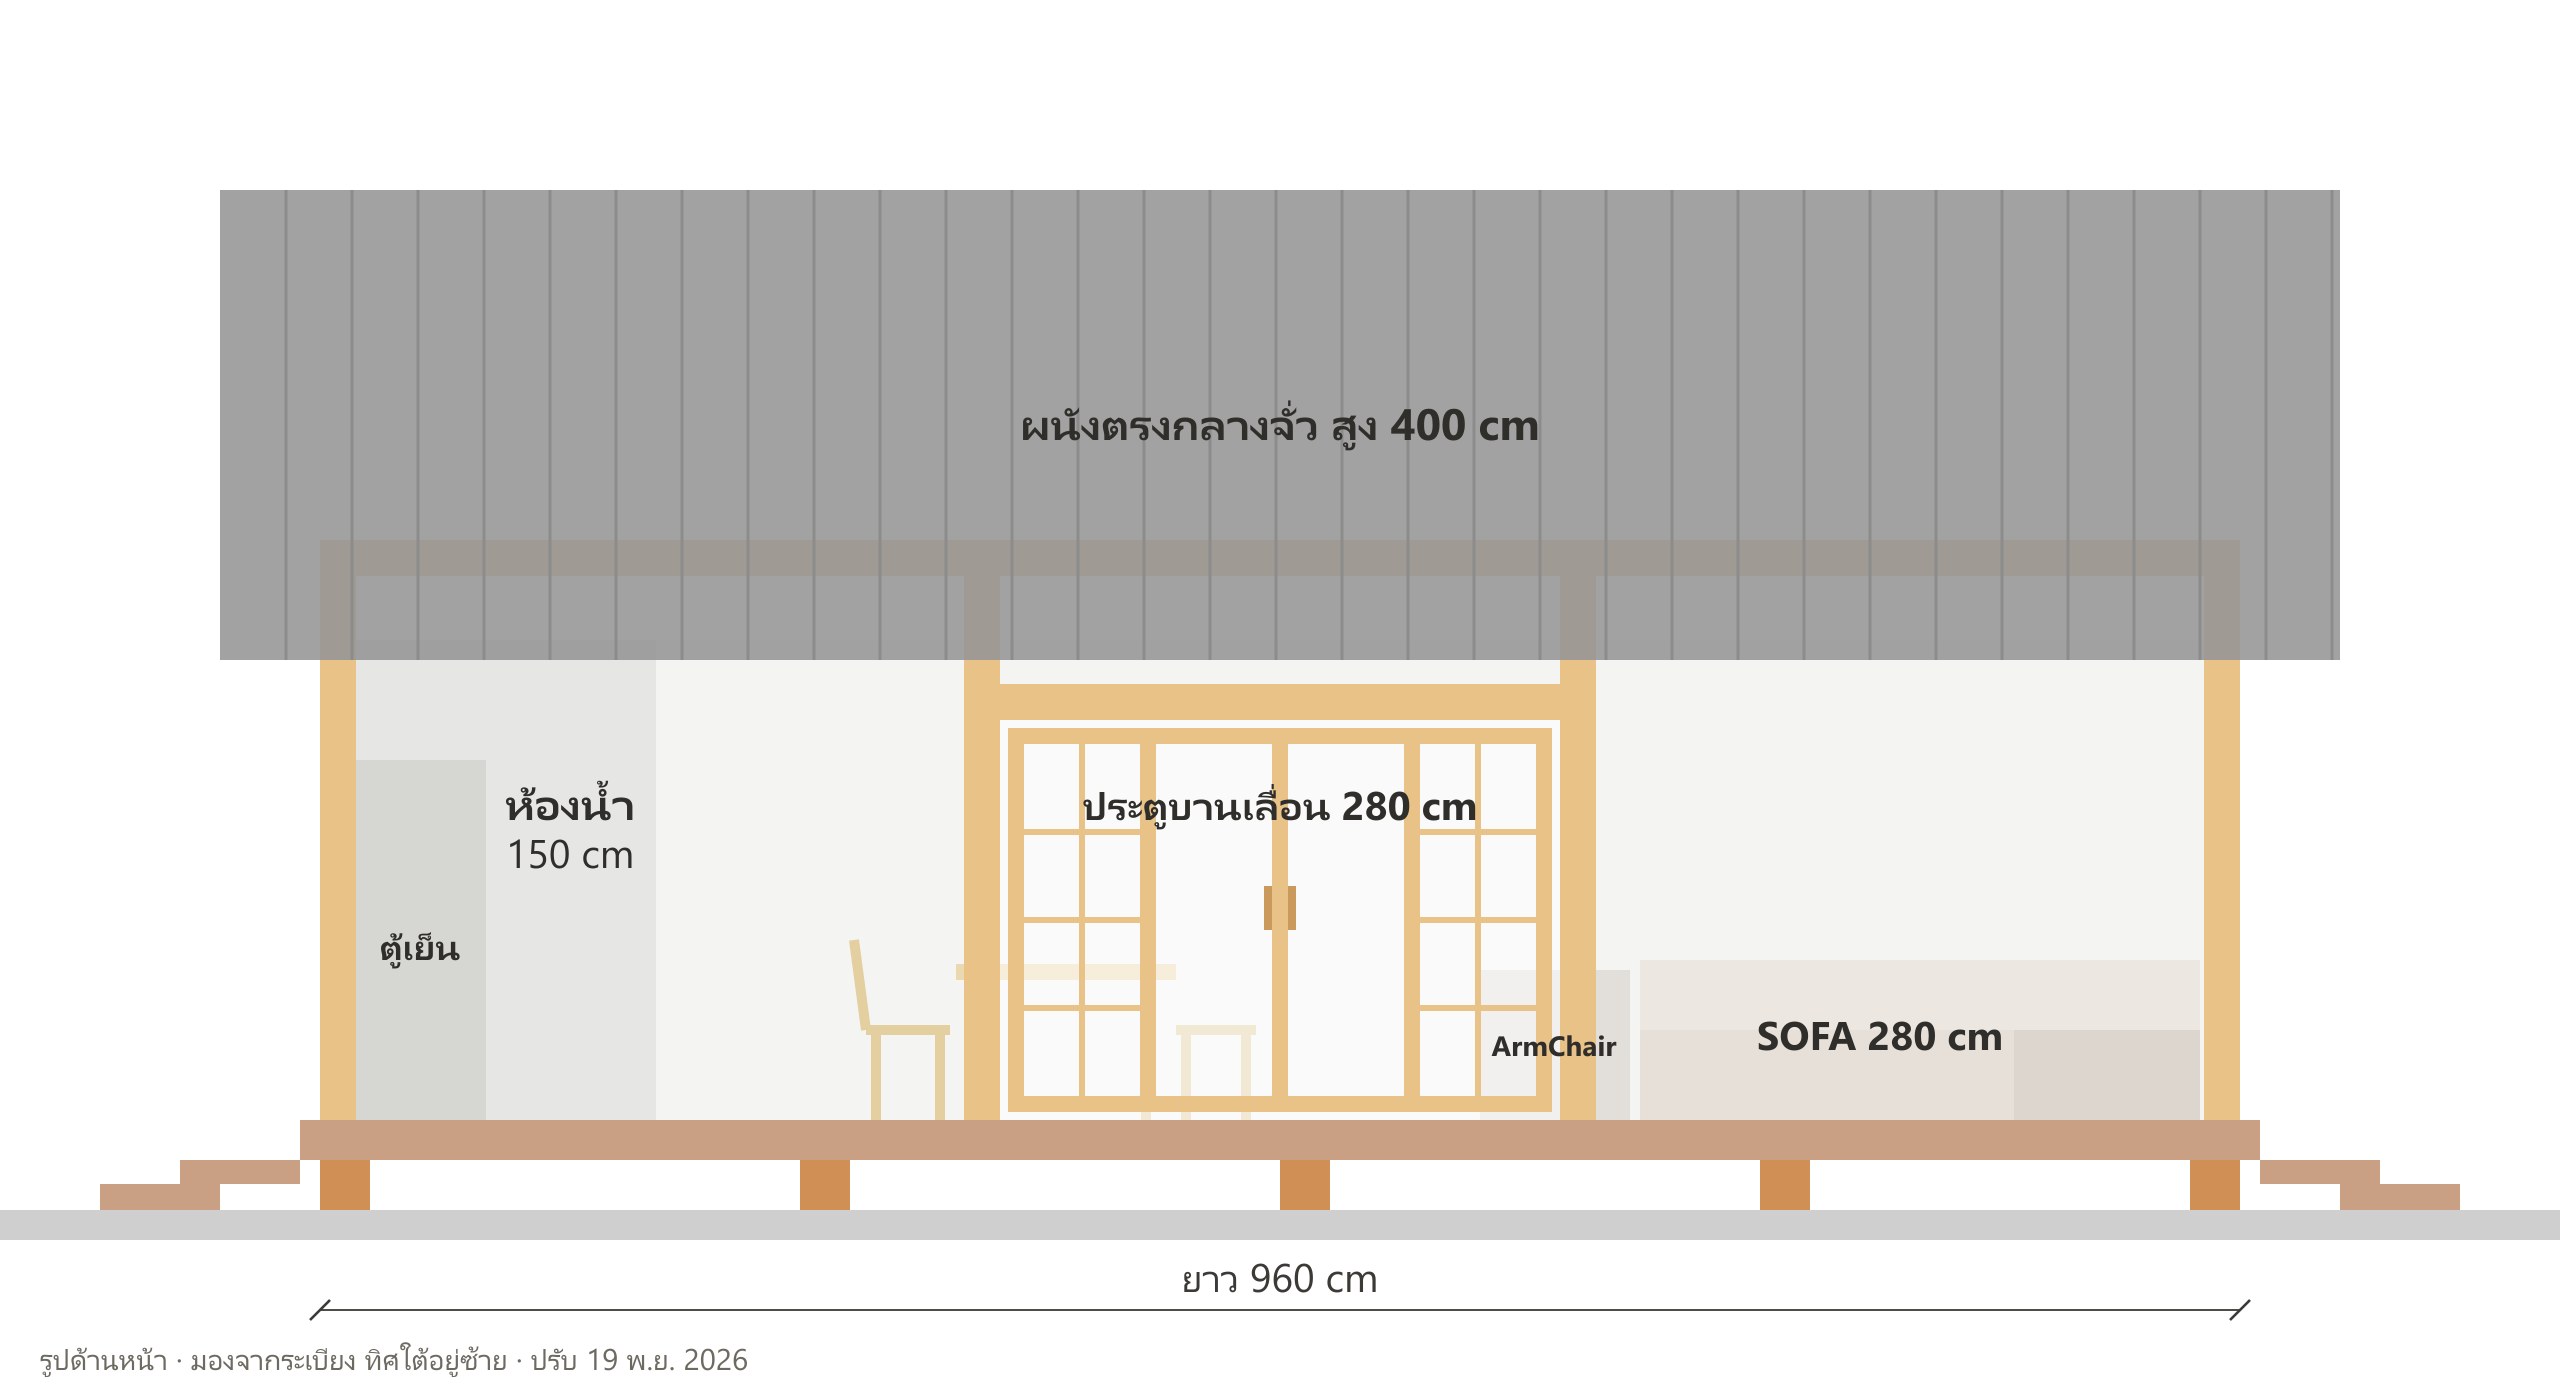 ผนังตรงกลางจั่ว สูง 400 cm
ห้องน้ำ
150 cm
ประตูบานเลื่อน 280 cm
ตู้เย็น
ArmChair
SOFA 280 cm
ยาว 960 cm
รูปด้านหน้า · มองจากระเบียง ทิศใต้อยู่ซ้าย · ปรับ 19 พ.ย. 2026